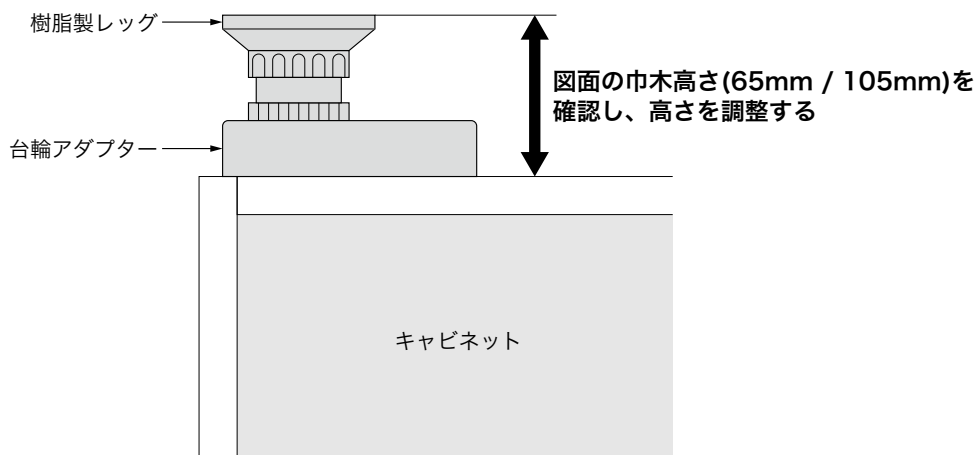 樹脂製レッグ
図面の巾木高さ(65mm / 105mm)を
確認し、高さを調整する
台輪アダプター
キャビネット